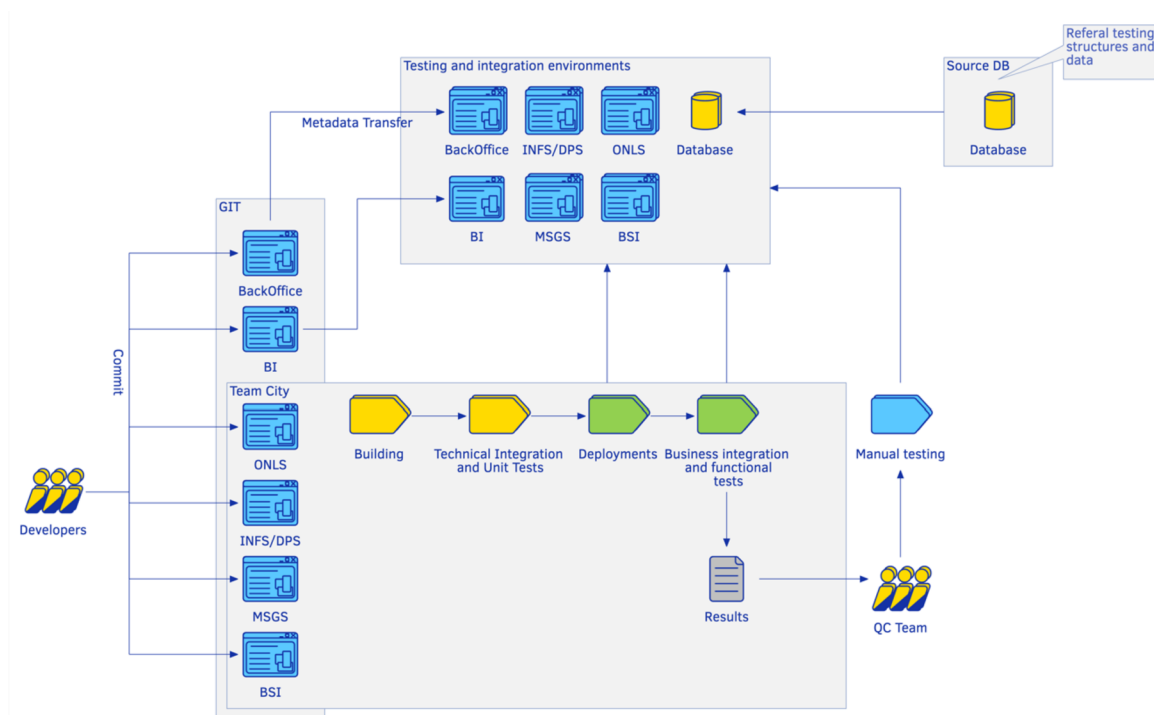 Referal testing
structures and
data
Testing and integration environments
Source DB
Metadata Transfer
BackOffice
INFS/DPS
ONLS
Database
Database
BI
MSGS
BSI
GIT
BackOffice
BI
Commit
Team City
ONLS
INFS/DPS
MSGS
BSI
Building
Technical Integration
and Unit Tests
Deployments
Business integration
and functional
tests
Manual testing
Developers
Results
QC Team